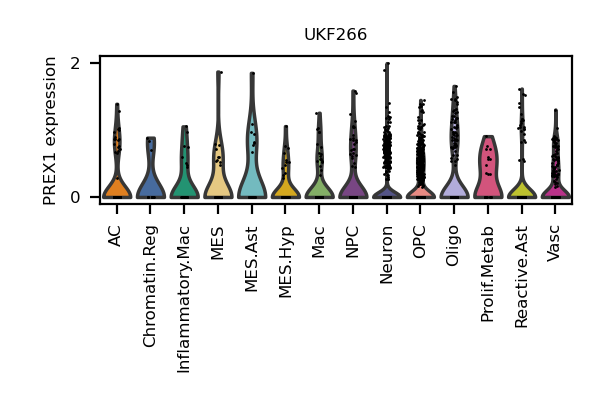 UKF266
PREX1 expression
2
0
AC
Chromatin.Reg
Inflammatory.Mac
MES
MES.Ast
MES.Hyp
Mac
NPC
Neuron
OPC
Oligo
Prolif.Metab
Reactive.Ast
Vasc